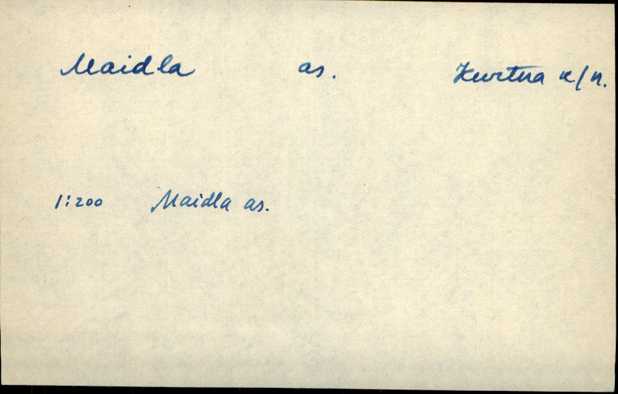 Maidla as. Kurtna k/n.
1:200 Maidla as.